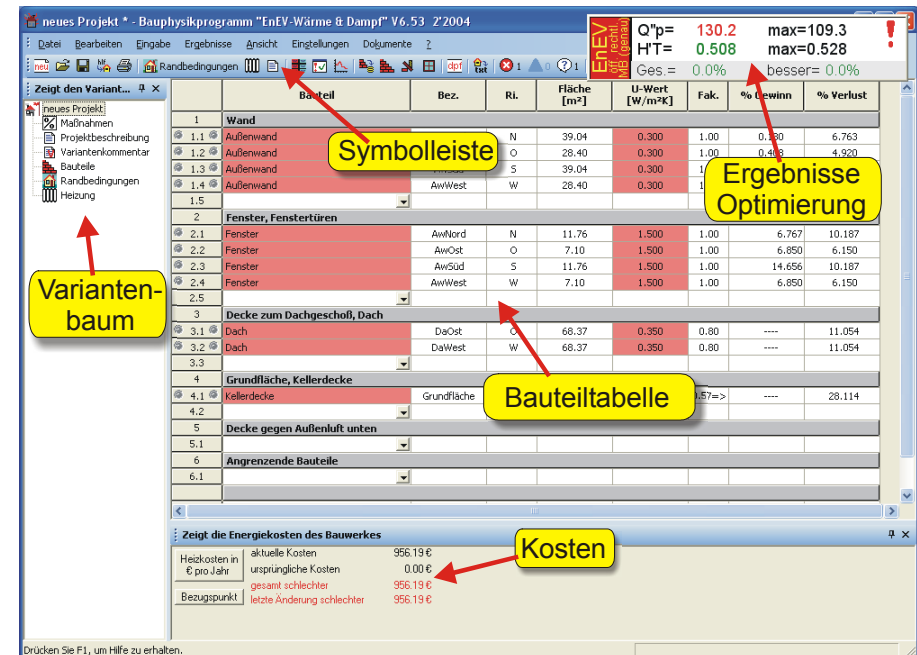 neues Projekt * - Bauphysikprogramm "EnEV-Wärme & Dampf" V6.53 2'2004
EnEV öff. rechtl MB (genau)
Q"p= 130.2 max=109.3 !
H'T= 0.508 max=0.528
Ges.= 0.0% besser= 0.0%
Datei Bearbeiten Eingabe Ergebnisse Ansicht Einstellungen Dokumente ?
neu Randbedingungen dpf txt 1 0 1
Zeigt den Variant...
neues Projekt
Maßnahmen
Projektbeschreibung
Variantenkommentar
Bauteile
Randbedingungen
Heizung
Bauteil Bez. Ri. Fläche [m²] U-Wert [W/m²K] Fak. % Gewinn % Verlust
1 Wand
1.1 Außenwand N 39.04 0.300 1.00 6.763
1.2 Außenwand O 28.40 0.300 1.00 4.920
1.3 Außenwand S 39.04 0.300
1.4 Außenwand AwWest W 28.40 0.300
1.5
2 Fenster, Fenstertüren
2.1 Fenster AwNord N 11.76 1.500 1.00 6.767 10.187
2.2 Fenster AwOst O 7.10 1.500 1.00 6.850 6.150
2.3 Fenster AwSüd S 11.76 1.500 1.00 14.656 10.187
2.4 Fenster AwWest W 7.10 1.500 1.00 6.850 6.150
2.5
3 Decke zum Dachgeschoß, Dach
3.1 Dach DaOst O 68.37 0.350 0.80 ---- 11.054
3.2 Dach DaWest W 68.37 0.350 0.80 ---- 11.054
3.3
4 Grundfläche, Kellerdecke
4.1 Kellerdecke Grundfläche .57=> ---- 28.114
4.2
5 Decke gegen Außenluft unten
5.1
6 Angrenzende Bauteile
6.1
Symbolleiste
Ergebnisse
Optimierung
Varianten-
baum
Bauteiltabelle
Kosten
Zeigt die Energiekosten des Bauwerkes
Heizkosten in € pro Jahr
Bezugspunkt
aktuelle Kosten 956.19 €
ursprüngliche Kosten 0.00 €
gesamt schlechter 956.19 €
letzte Änderung schlechter 956.19 €
Drücken Sie F1, um Hilfe zu erhalten.